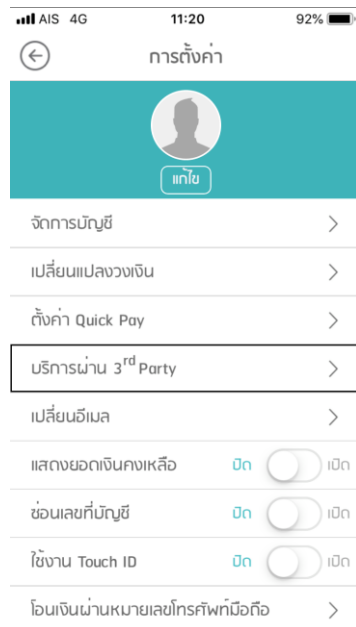 AIS 4G 11:20 92%
การตั้งค่า
แก้ไข
จัดการบัญชี
เปลี่ยนแปลงวงเงิน
ตั้งค่า Quick Pay
บริการผ่าน 3rd Party
เปลี่ยนอีเมล
แสดงยอดเงินคงเหลือ ปิด เปิด
ซ่อนเลขที่บัญชี ปิด เปิด
ใช้งาน Touch ID ปิด เปิด
โอนเงินผ่านหมายเลขโทรศัพท์มือถือ